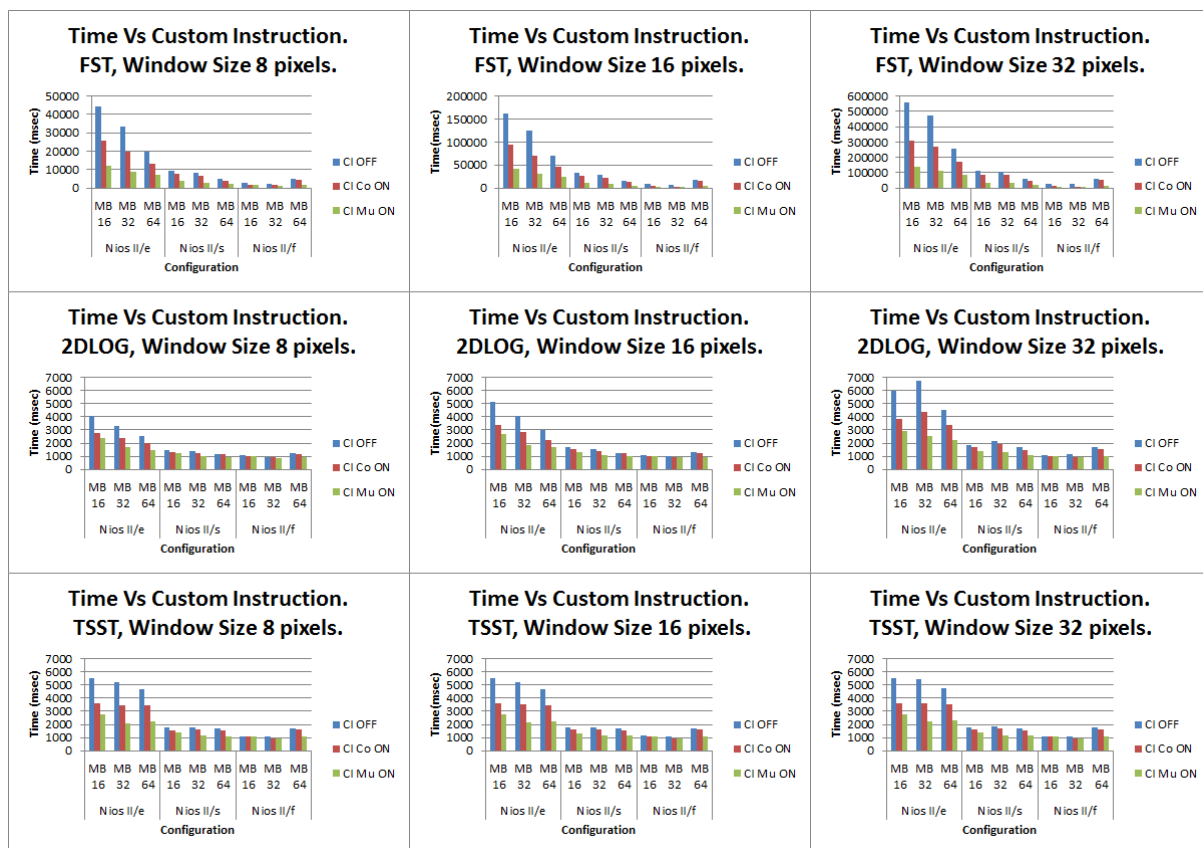 Time Vs Custom Instruction.
FST, Window Size 8 pixels.
Time (msec)
50000
40000
30000
20000
10000
0
CI OFF
CI Co ON
CI Mu ON
MB MB MB MB MB MB MB MB MB
16 32 64 16 32 64 16 32 64
Nios II/e Nios II/s Nios II/f
Configuration
Time Vs Custom Instruction.
FST, Window Size 16 pixels.
Time(msec)
200000
150000
100000
50000
0
CI OFF
CI Co ON
CI Mu ON
MB MB MB MB MB MB MB MB MB
16 32 64 16 32 64 16 32 64
Nios II/e Nios II/s Nios II/f
Configuration
Time Vs Custom Instruction.
FST, Window Size 32 pixels.
Time (msec)
600000
500000
400000
300000
200000
100000
0
CI OFF
CI Co ON
CI Mu ON
MB MB MB MB MB MB MB MB MB
16 32 64 16 32 64 16 32 64
Nios II/e Nios II/s Nios II/f
Configuration
Time Vs Custom Instruction.
2DLOG, Window Size 8 pixels.
Time (msec)
7000
6000
5000
4000
3000
2000
1000
0
CI OFF
CI Co ON
CI Mu ON
MB MB MB MB MB MB MB MB MB
16 32 64 16 32 64 16 32 64
Nios II/e Nios II/s Nios II/f
Configuration
Time Vs Custom Instruction.
2DLOG, Window Size 16 pixels.
Time(msec)
7000
6000
5000
4000
3000
2000
1000
0
CI OFF
CI Co ON
CI Mu ON
MB MB MB MB MB MB MB MB MB
16 32 64 16 32 64 16 32 64
Nios II/e Nios II/s Nios II/f
Configuration
Time Vs Custom Instruction.
2DLOG, Window Size 32 pixels.
Time (msec)
7000
6000
5000
4000
3000
2000
1000
0
CI OFF
CI Co ON
CI Mu ON
MB MB MB MB MB MB MB MB MB
16 32 64 16 32 64 16 32 64
Nios II/e Nios II/s Nios II/f
Configuration
Time Vs Custom Instruction.
TSST, Window Size 8 pixels.
Time (msec)
7000
6000
5000
4000
3000
2000
1000
0
CI OFF
CI Co ON
CI Mu ON
MB MB MB MB MB MB MB MB MB
16 32 64 16 32 64 16 32 64
Nios II/e Nios II/s Nios II/f
Configuration
Time Vs Custom Instruction.
TSST, Window Size 16 pixels.
Time(msec)
7000
6000
5000
4000
3000
2000
1000
0
CI OFF
CI Co ON
CI Mu ON
MB MB MB MB MB MB MB MB MB
16 32 64 16 32 64 16 32 64
Nios II/e Nios II/s Nios II/f
Configuration
Time Vs Custom Instruction.
TSST, Window Size 32 pixels.
Time (msec)
7000
6000
5000
4000
3000
2000
1000
0
CI OFF
CI Co ON
CI Mu ON
MB MB MB MB MB MB MB MB MB
16 32 64 16 32 64 16 32 64
Nios II/e Nios II/s Nios II/f
Configuration